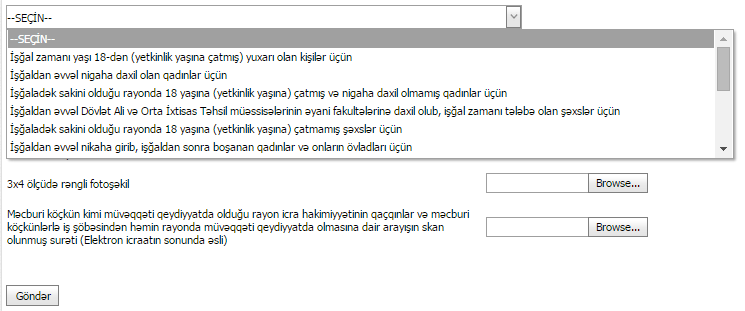 --SEÇİN--
--SEÇİN--
İşğal zamanı yaşı 18-dən (yetkinlik yaşına çatmış) yuxarı olan kişilər üçün
İşğaldan əvvəl nigaha daxil olan qadınlar üçün
İşğaladək sakini olduğu rayonda 18 yaşına (yetkinlik yaşına) çatmış və nigaha daxil olmamış qadınlar üçün
İşğaldan əvvəl Dövlət Ali və Orta İxtisas Təhsil müəssisələrinin əyani fakultələrinə daxil olub, işğal zamanı tələbə olan şəxslər üçün
İşğaladək sakini olduğu rayonda 18 yaşına (yetkinlik yaşına) çatmamış şəxslər üçün
İşğaldan əvvəl nikaha girib, işğaldan sonra boşanan qadınlar və onların övladları üçün
3x4 ölçüdə rəngli fotoşəkil
Browse...
Məcburi köçkün kimi müvəqqəti qeydiyyatda olduğu rayon icra hakimiyyətinin qaçqınlar və məcburi
köçkünlərlə iş şöbəsindən həmin rayonda müvəqqəti qeydiyyatda olmasına dair arayışın skan
olunmuş surəti (Elektron icraatın sonunda əsli)
Browse...
Göndər